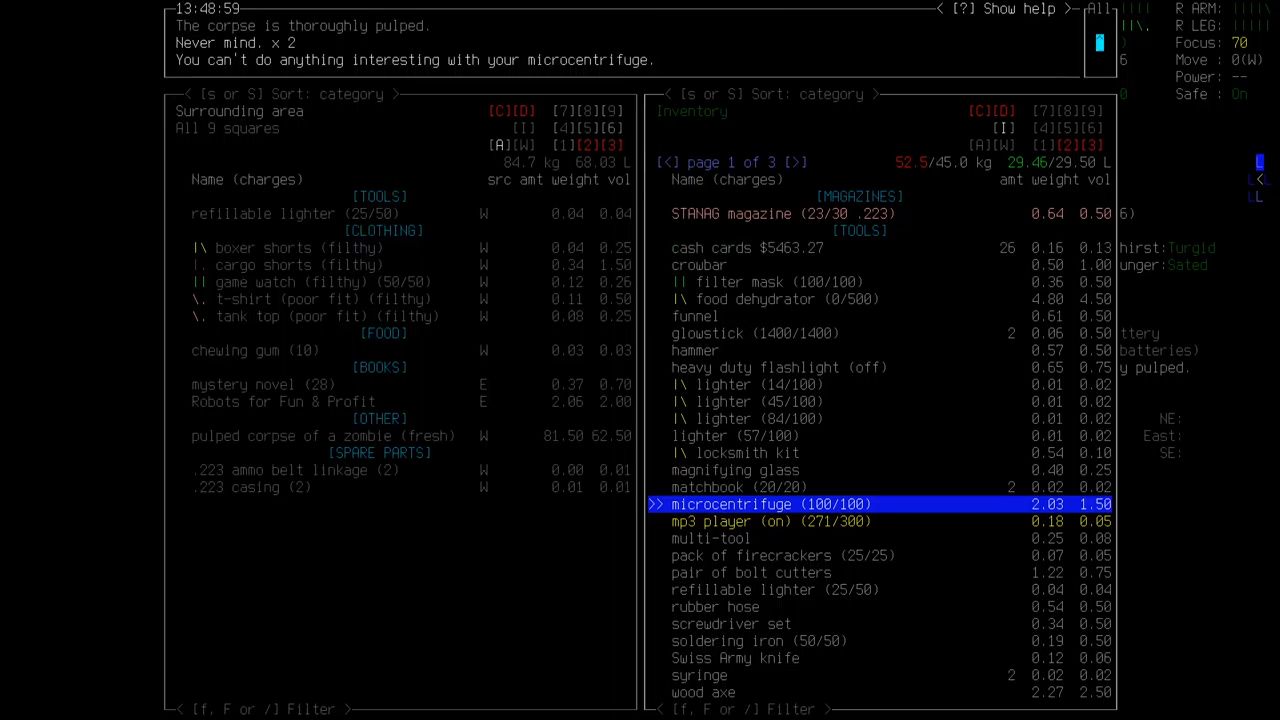 13:48:59
< [?] Show help >
All
The corpse is thoroughly pulped.
Never mind. x 2
You can't do anything interesting with your microcentrifuge.
R ARM:
R LEG:
Focus: 70
Move : 0(W)
Power: --
Safe : On
< [s or S] Sort: category >
Surrounding area [C][D] [7][8][9]
All 9 squares [I] [4][5][6]
[A][W] [1][2][3]
84.7 kg 68.03 L
Name (charges) src amt weight vol
[TOOLS]
refillable lighter (25/50) W 0.04 0.04
[CLOTHING]
|\ boxer shorts (filthy) W 0.04 0.25
|. cargo shorts (filthy) W 0.34 1.50
|| game watch (filthy) (50/50) W 0.12 0.26
\. t-shirt (poor fit) (filthy) W 0.11 0.50
\. tank top (poor fit) (filthy) W 0.08 0.25
[FOOD]
chewing gum (10) W 0.03 0.03
[BOOKS]
mystery novel (28) E 0.37 0.70
Robots for Fun & Profit E 2.06 2.00
[OTHER]
pulped corpse of a zombie (fresh) W 81.50 62.50
[SPARE PARTS]
.223 ammo belt linkage (2) W 0.00 0.01
.223 casing (2) W 0.01 0.01
< [f, F or /] Filter >
< [s or S] Sort: category >
Inventory [C][D] [7][8][9]
[I] [4][5][6]
[A][W] [1][2][3]
[<] page 1 of 3 [>] 52.5/45.0 kg 29.46/29.50 L
Name (charges) amt weight vol
[MAGAZINES]
STANAG magazine (23/30 .223) 0.64 0.50
[TOOLS]
cash cards $5463.27 26 0.16 0.13
crowbar 0.50 1.00
|| filter mask (100/100) 0.36 0.50
|\ food dehydrator (0/500) 4.80 4.50
funnel 0.61 0.50
glowstick (1400/1400) 2 0.06 0.50
hammer 0.57 0.50
heavy duty flashlight (off) 0.65 0.75
|\ lighter (14/100) 0.01 0.02
|\ lighter (45/100) 0.01 0.02
|\ lighter (84/100) 0.01 0.02
lighter (57/100) 0.01 0.02
|\ locksmith kit 0.54 0.10
magnifying glass 0.40 0.25
matchbook (20/20) 2 0.02 0.02
>> microcentrifuge (100/100) 2.03 1.50
mp3 player (on) (271/300) 0.18 0.05
multi-tool 0.25 0.08
pack of firecrackers (25/25) 0.07 0.05
pair of bolt cutters 1.22 0.75
refillable lighter (25/50) 0.04 0.04
rubber hose 0.54 0.50
screwdriver set 0.34 0.50
soldering iron (50/50) 0.19 0.50
Swiss Army knife 0.12 0.06
syringe 2 0.02 0.02
wood axe 2.27 2.50
< [f, F or /] Filter >
6
0
6)
hirst:Turgid
unger:Sated
ttery
batteries)
y pulped.
NE:
East:
SE: